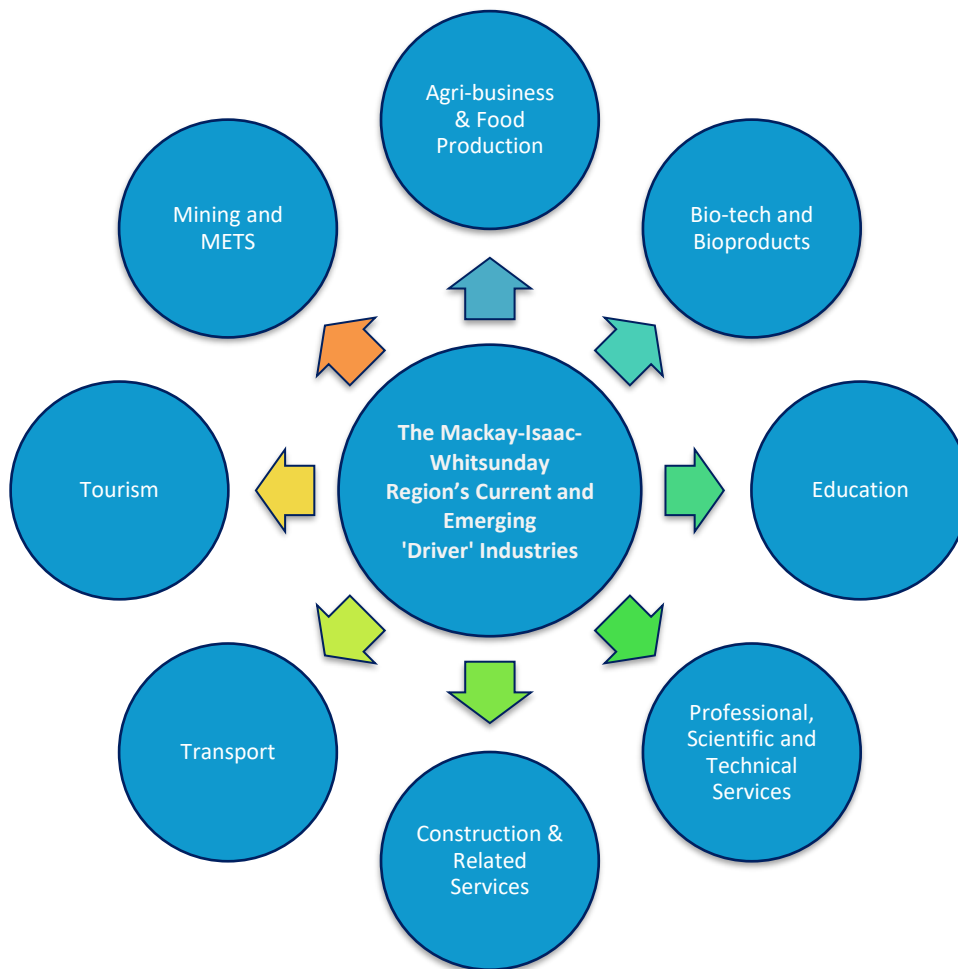 Agri-business
& Food
Production
Mining and
METS
Bio-tech and
Bioproducts
The Mackay-Isaac-
Whitsunday
Region’s Current and
Emerging
'Driver' Industries
Tourism
Education
Transport
Professional,
Scientific and
Technical
Services
Construction &
Related
Services